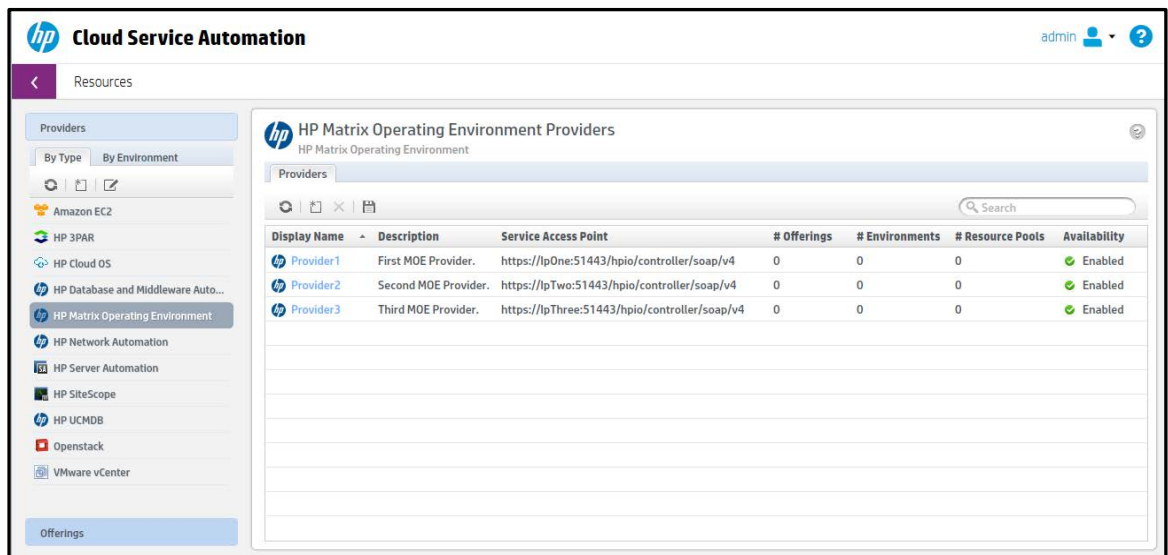 hp Cloud Service Automation admin ?
Resources
Providers
By Type By Environment
Amazon EC2
HP 3PAR
HP Cloud OS
HP Database and Middleware Auto...
HP Matrix Operating Environment
HP Network Automation
SA HP Server Automation
HP SiteScope
HP UCMDB
Openstack
VMware vCenter
Offerings
hp HP Matrix Operating Environment Providers
HP Matrix Operating Environment
Providers
Search
Display Name Description Service Access Point # Offerings # Environments # Resource Pools Availability
Provider1 First MOE Provider. https://IpOne:51443/hpio/controller/soap/v4 0 0 0 Enabled
Provider2 Second MOE Provider. https://IpTwo:51443/hpio/controller/soap/v4 0 0 0 Enabled
Provider3 Third MOE Provider. https://IpThree:51443/hpio/controller/soap/v4 0 0 0 Enabled